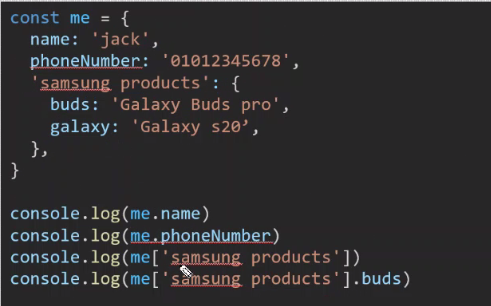 const me = {
  name: 'jack',
  phoneNumber: '01012345678',
  'samsung products': {
    buds: 'Galaxy Buds pro',
    galaxy: 'Galaxy s20’,
  },
}
console.log(me.name)
console.log(me.phoneNumber)
console.log(me['samsung products'])
console.log(me['samsung products'].buds)